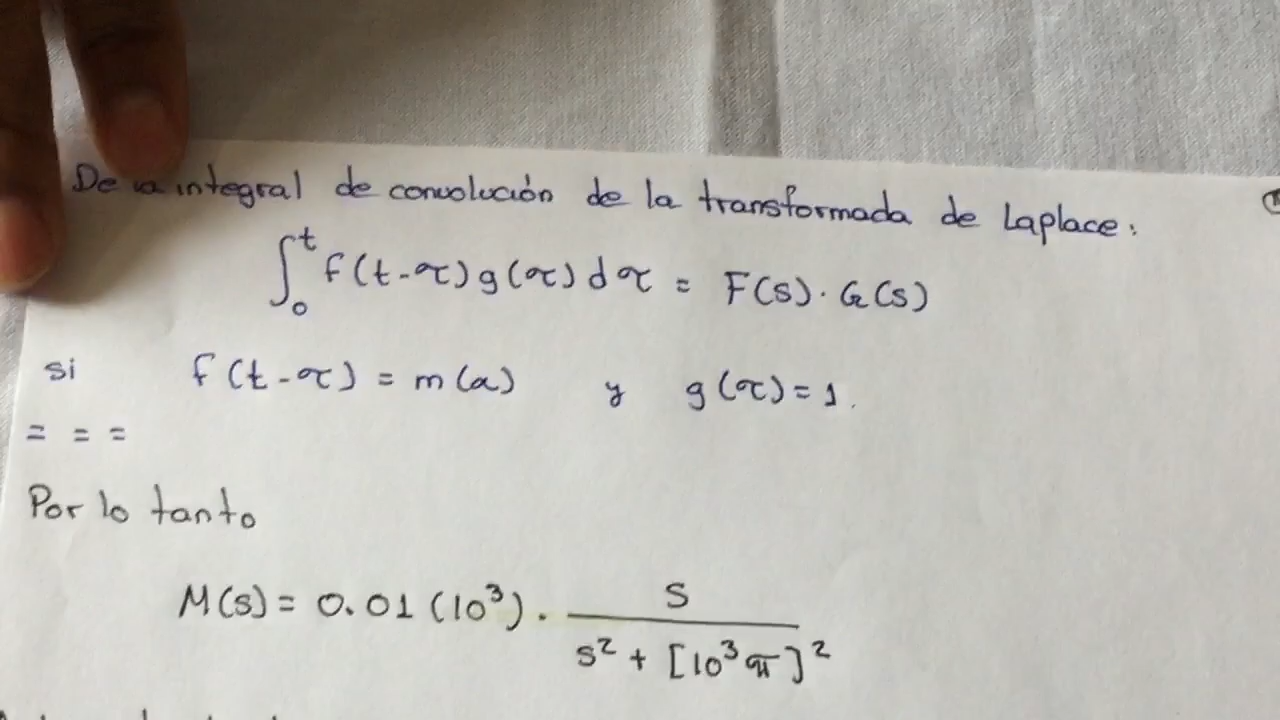 De la integral de convolución de la transformada de Laplace:
∫₀ᵗ f(t-τ)g(τ)dτ = F(s)·G(s)
si f(t-τ) = m(a) y g(τ)=1.
= = =
Por lo tanto
M(s) = 0.01(10³)· s / s² + [10³π]²